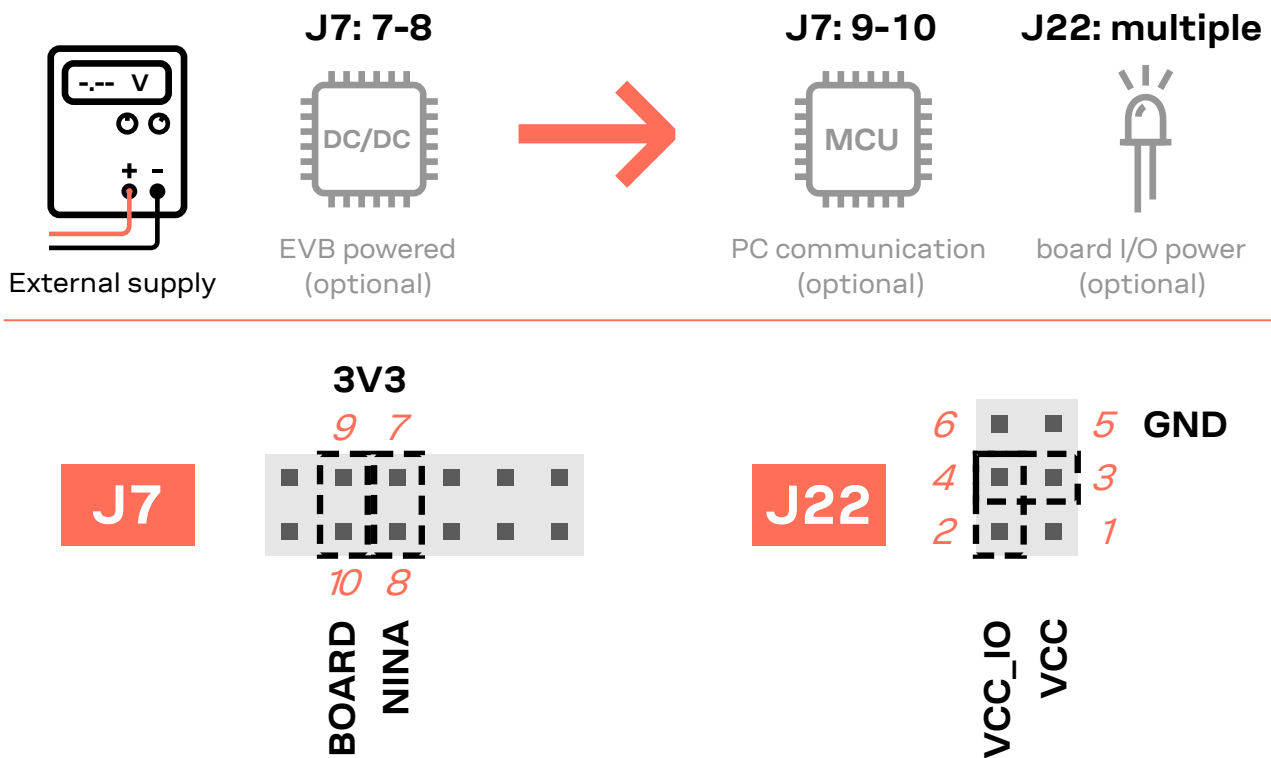 J7: 7-8
J7: 9-10
J22: multiple
-.-- V
DC/DC
MCU
+ -
External supply
EVB powered
(optional)
PC communication
(optional)
board I/O power
(optional)
3V3
9 7
J7
10 8
BOARD
NINA
J22
6 5 GND
4 3
2 1
VCC_IO
VCC